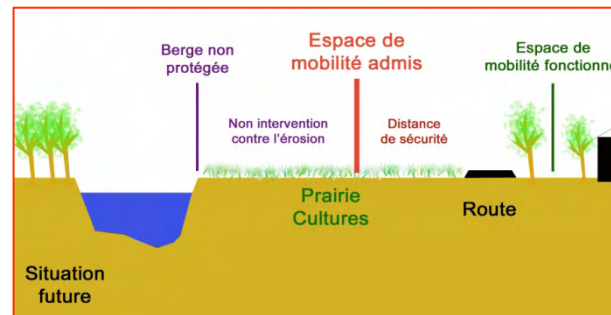 Berge non
protégée
Espace de
mobilité admis
Espace de
mobilité fonctionne
Non intervention
contre l'érosion
Distance
de sécurité
Prairie
Cultures
Route
Situation
future